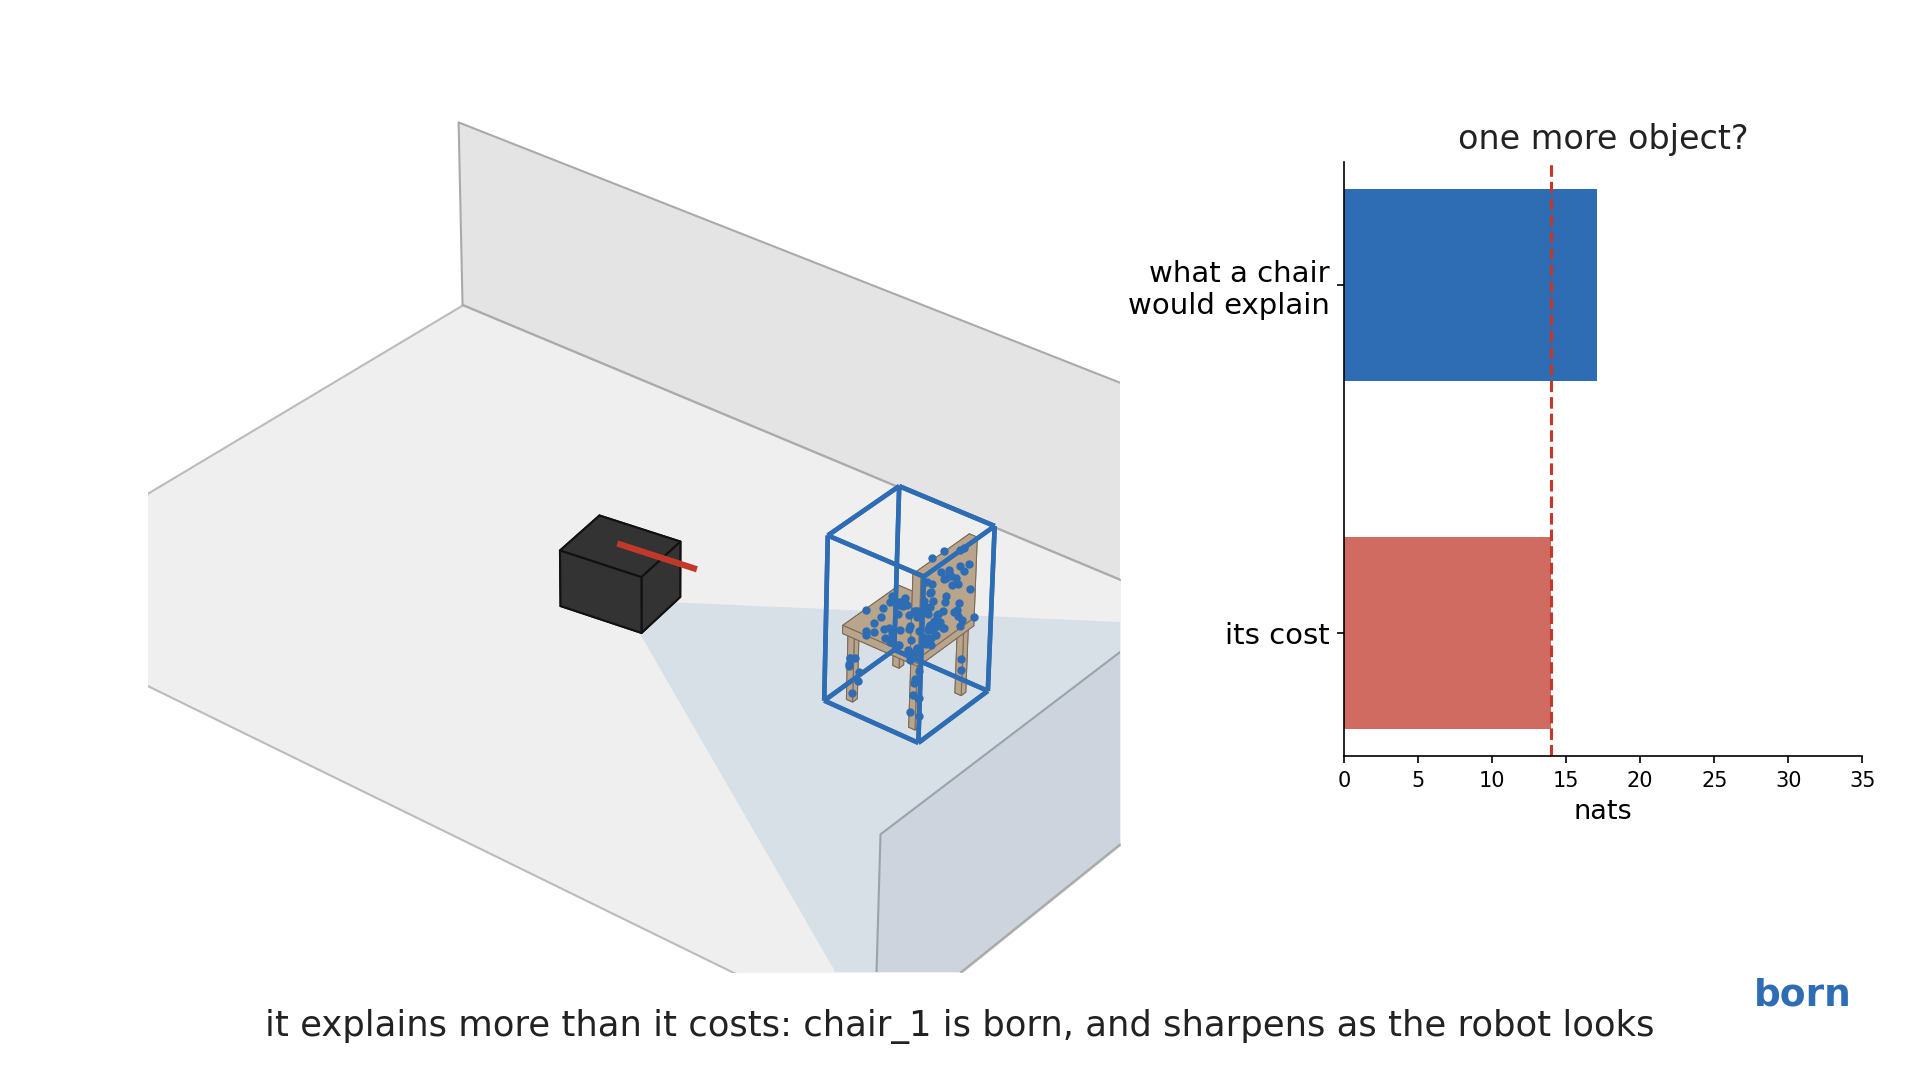 one more object?
what a chair
would explain
its cost
0 5 10 15 20 25 30 35
nats
born
it explains more than it costs: chair_1 is born, and sharpens as the robot looks